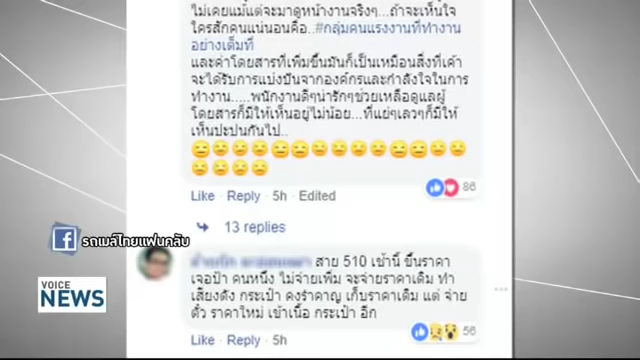 ไม่เคยแม้แต่จะมาดูหน้างานจริงๆ...ถ้าจะเห็นใจ
ใครสักคนแน่นอนคือ..#กลุ่มคนแรงงานที่ทำงาน
อย่างเต็มที่
และค่าโดยสารที่เพิ่มขึ้นมันก็เป็นเหมือนสิ่งที่เค้า
จะได้รับการแบ่งปันจากองค์กรและกำลังใจในการ
ทำงาน.....พนักงานดีๆน่ารักๆช่วยเหลือดูแลผู้
โดยสารก็มีให้เห็นอยู่ไม่น้อย...ที่แย่ๆเลวๆก็มีให้
เห็นปะปนกันไป..
Like · Reply · 5h · Edited
86
13 replies
รถเมล์ไทยแฟนคลับ
สาย 510 เช้านี้ ขึ้นราคา
เจอป้า คนหนึ่ง ไม่จ่ายเพิ่ม จะจ่ายราคาเดิม ทำ
เสียงดัง กระเป๋า คงรำคาญ เก็บราคาเดิม แต่ จ่าย
ตั๋ว ราคาใหม่ เข้าเนื้อ กระเป๋า อีก
Like · Reply · 5h
56
VOICE
NEWS